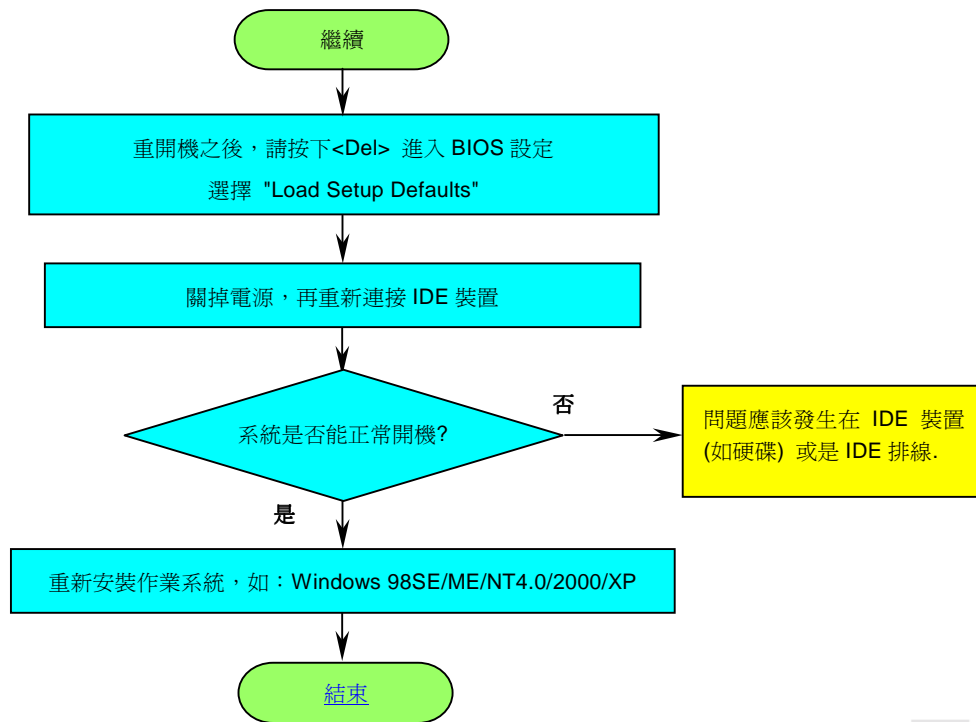 繼續
重開機之後，請按下<Del> 進入 BIOS 設定
選擇 "Load Setup Defaults"
關掉電源，再重新連接 IDE 裝置
系統是否能正常開機?
否
問題應該發生在 IDE 裝置
(如硬碟) 或是 IDE 排線.
是
重新安裝作業系統，如：Windows 98SE/ME/NT4.0/2000/XP
結束